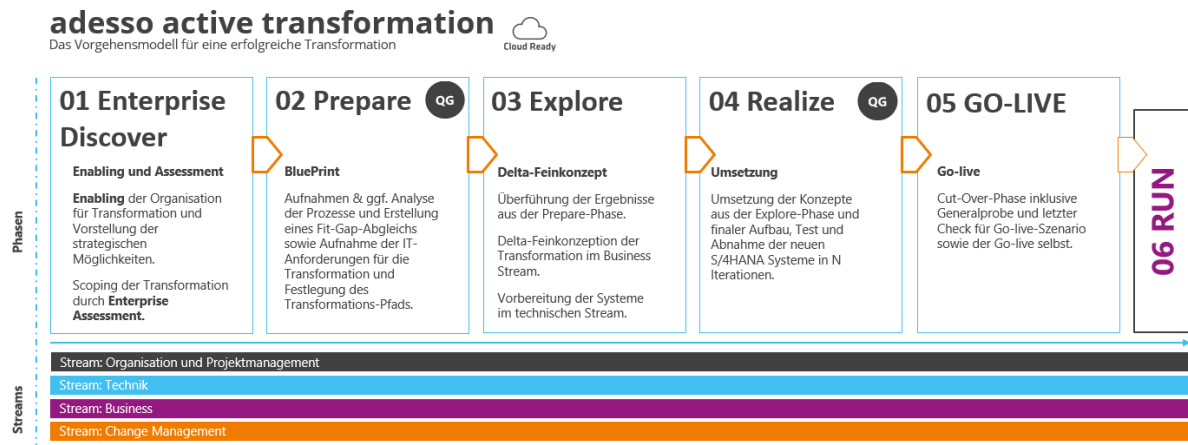 adesso active transformation
Das Vorgehensmodell für eine erfolgreiche Transformation
Cloud Ready
Phasen
01 Enterprise
Discover
Enabling und Assessment
Enabling der Organisation
für Transformation und
Vorstellung der
strategischen
Möglichkeiten.
Scoping der Transformation
durch Enterprise
Assessment.
02 Prepare
QG
BluePrint
Aufnahmen & ggf. Analyse
der Prozesse und Erstellung
eines Fit-Gap-Abgleichs
sowie Aufnahme der IT-
Anforderungen für die
Transformation und
Festlegung des
Transformations-Pfads.
03 Explore
Delta-Feinkonzept
Überführung der Ergebnisse
aus der Prepare-Phase.
Delta-Feinkonzeption der
Transformation im Business
Stream.
Vorbereitung der Systeme
im technischen Stream.
04 Realize
QG
Umsetzung
Umsetzung der Konzepte
aus der Explore-Phase und
finaler Aufbau, Test und
Abnahme der neuen
S/4HANA Systeme in N
Iterationen.
05 GO-LIVE
Go-live
Cut-Over-Phase inklusive
Generalprobe und letzter
Check für Go-live-Szenario
sowie der Go-live selbst.
06 RUN
Streams
Stream: Organisation und Projektmanagement
Stream: Technik
Stream: Business
Stream: Change Management